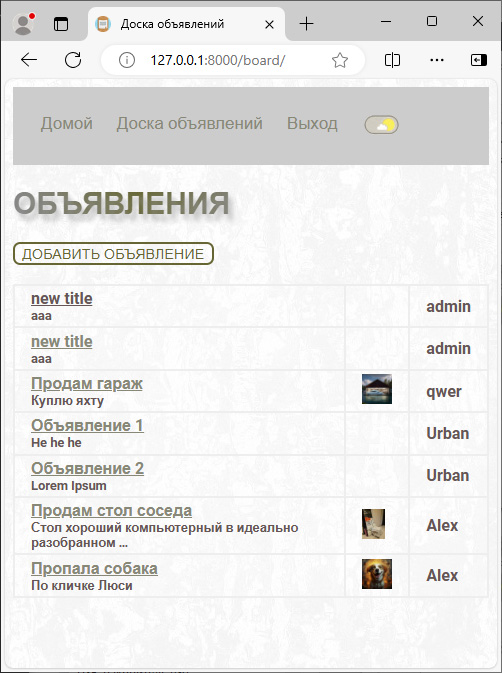 Доска объявлений
127.0.0.1:8000/board/
Домой Доска объявлений Выход
ОБЪЯВЛЕНИЯ
ДОБАВИТЬ ОБЪЯВЛЕНИЕ
new title
aaa
admin
new title
aaa
admin
Продам гараж
Куплю яхту
qwer
Объявление 1
He he he
Urban
Объявление 2
Lorem Ipsum
Urban
Продам стол соседа
Стол хороший компьютерный в идеально
разобранном ...
Alex
Пропала собака
По кличке Люси
Alex